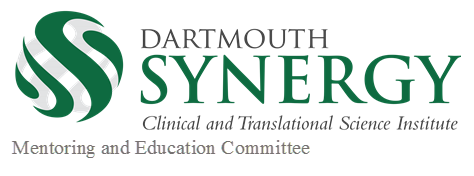 DARTMOUTH
SYNERGY
Clinical and Translational Science Institute
Mentoring and Education Committee